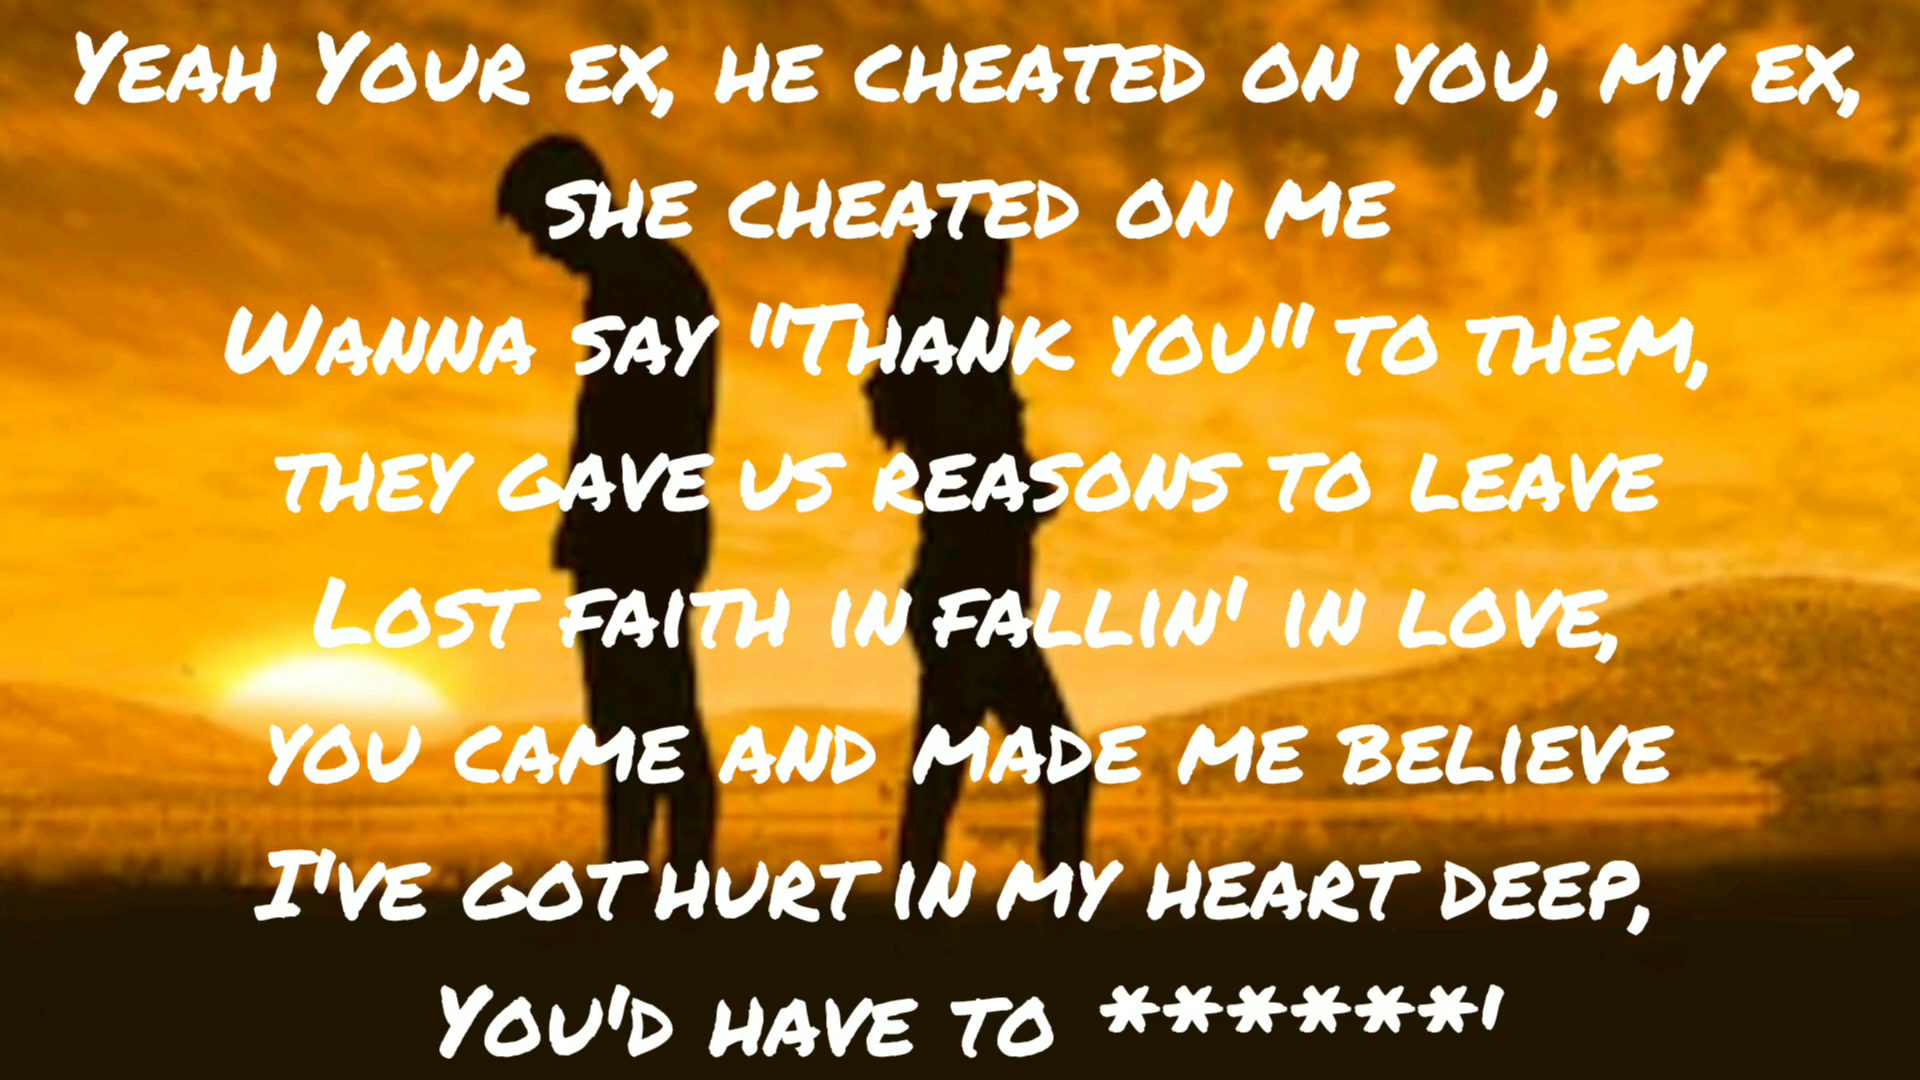 Yeah Your ex, he cheated on you, my ex,
she cheated on me
Wanna say "Thank you" to them,
they gave us reasons to leave
Lost faith in fallin' in love,
you came and made me believe
I've got hurt in my heart deep,
You'd have to ******'